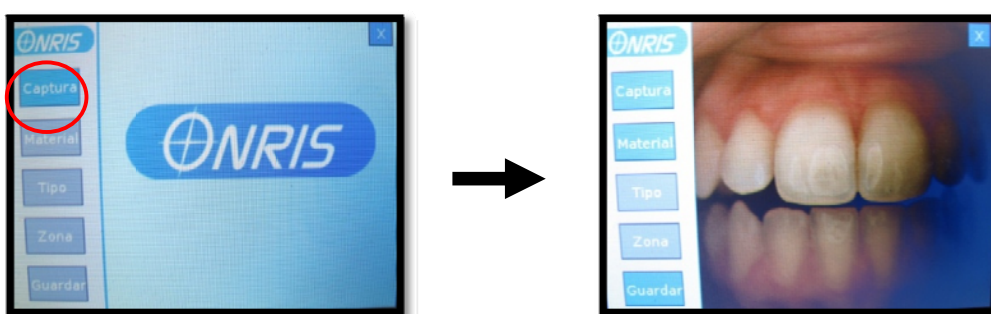 ONRIS
X
Captura
Material
Tipo
Zona
Guardar
ONRIS
ONRIS
X
Captura
Material
Tipo
Zona
Guardar